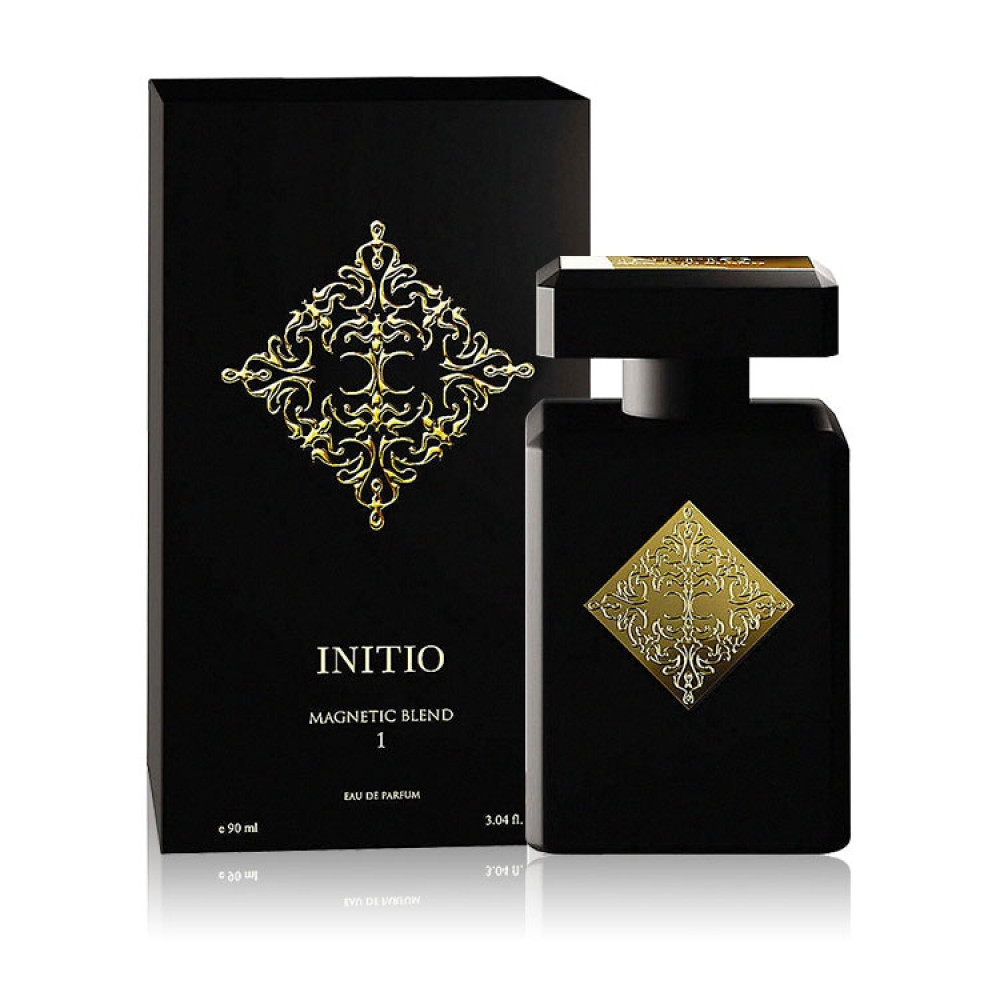 INITIO
MAGNETIC BLEND
1
EAU DE PARFUM
e 90 ml
3.04 fl.